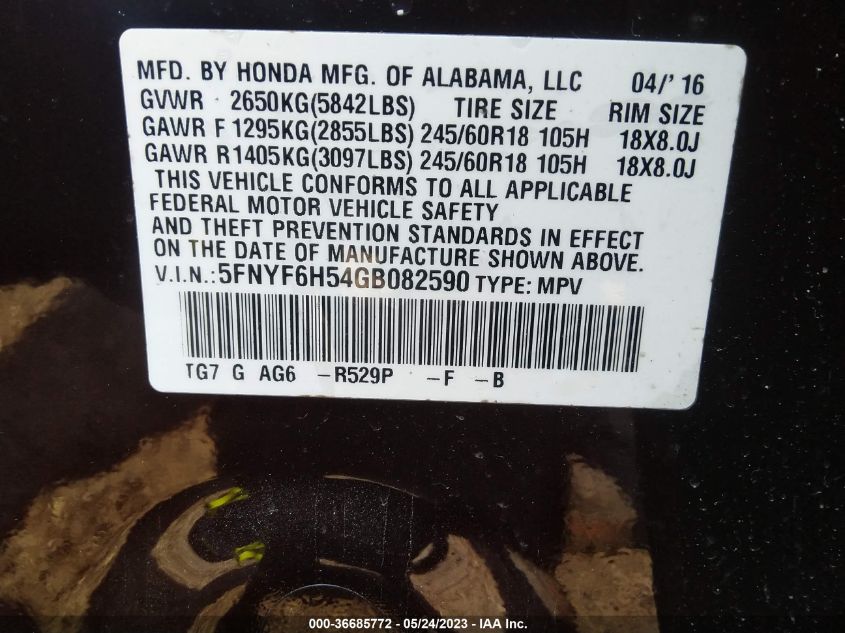 MFD. BY HONDA MFG. OF ALABAMA, LLC 04/' 16
GVWR 2650KG(5842LBS) TIRE SIZE RIM SIZE
GAWR F 1295KG(2855LBS) 245/60R18 105H 18X8.0J
GAWR R1405KG(3097LBS) 245/60R18 105H 18X8.0J
THIS VEHICLE CONFORMS TO ALL APPLICABLE
FEDERAL MOTOR VEHICLE SAFETY
AND THEFT PREVENTION STANDARDS IN EFFECT
ON THE DATE OF MANUFACTURE SHOWN ABOVE.
V.I.N.:5FNYF6H54GB082590 TYPE: MPV
TG7 G AG6 -R529P -F -B
000-36685772 — 05/24/2023 - IAA Inc.